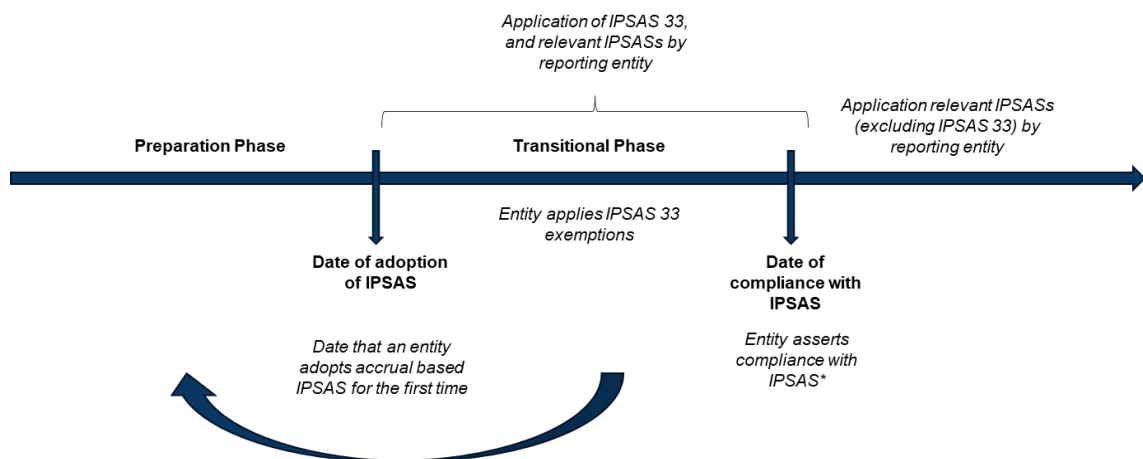 Application of IPSAS 33,
and relevant IPSASs by
reporting entity
Application relevant IPSASs
(excluding IPSAS 33) by
reporting entity
Preparation Phase
Transitional Phase
Entity applies IPSAS 33
exemptions
Date of adoption
of IPSAS
Date of
compliance with
IPSAS
Date that an entity
adopts accrual based
IPSAS for the first time
Entity asserts
compliance with
IPSAS*